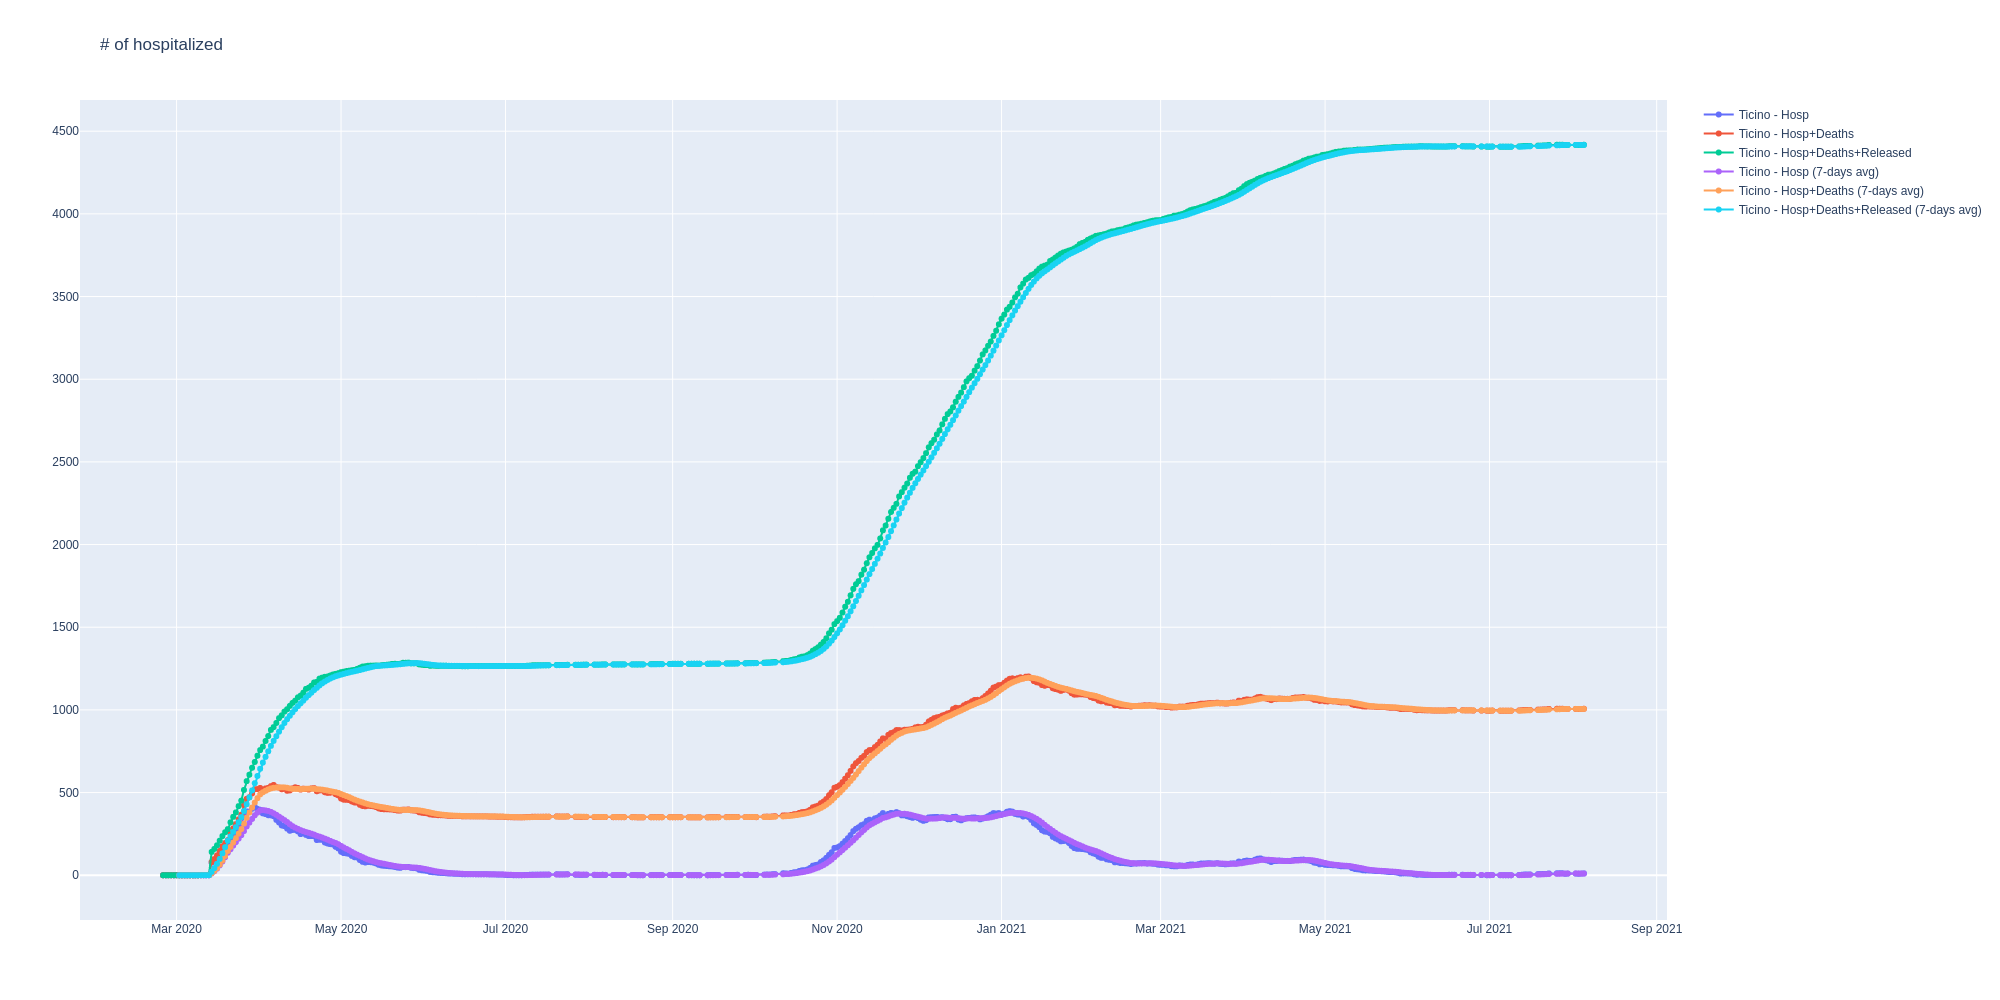 # of hospitalized
Ticino - Hosp
Ticino - Hosp+Deaths
Ticino - Hosp+Deaths+Released
Ticino - Hosp (7-days avg)
Ticino - Hosp+Deaths (7-days avg)
Ticino - Hosp+Deaths+Released (7-days avg)
4500
4000
3500
3000
2500
2000
1500
1000
500
0
Mar 2020 May 2020 Jul 2020 Sep 2020 Nov 2020 Jan 2021 Mar 2021 May 2021 Jul 2021 Sep 2021